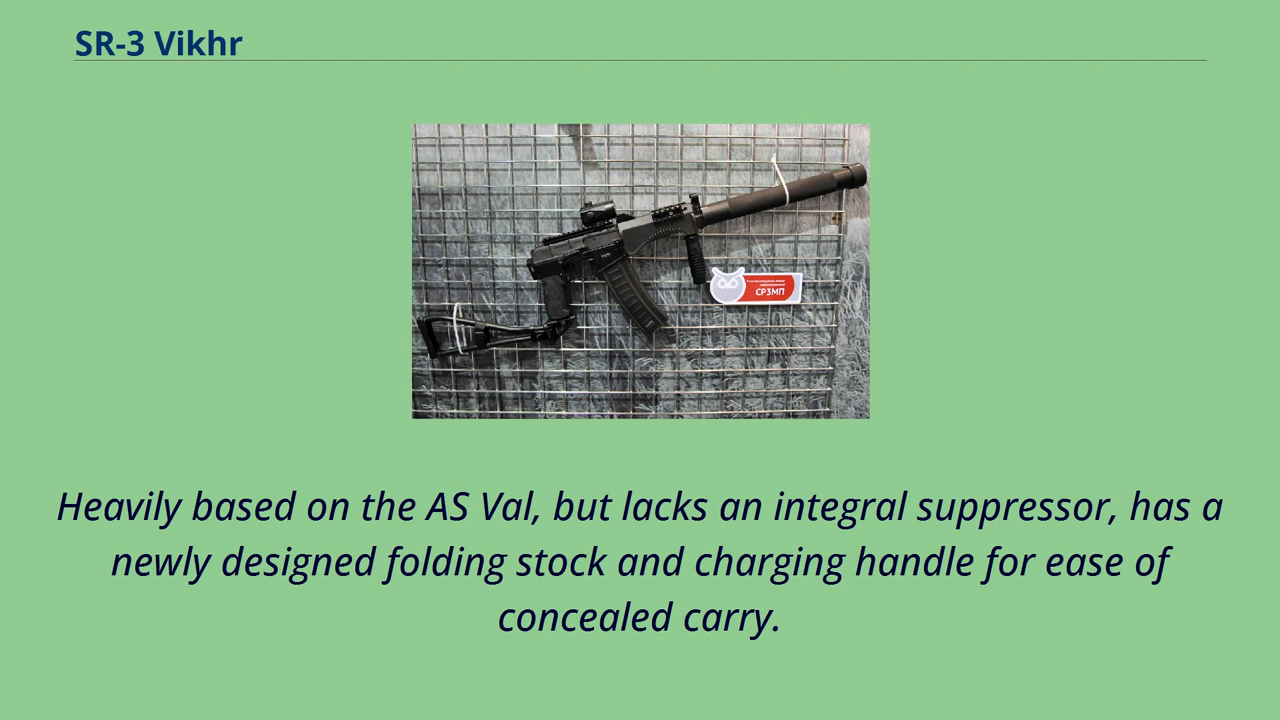 SR-3 Vikhr
СР3МП
Heavily based on the AS Val, but lacks an integral suppressor, has a
newly designed folding stock and charging handle for ease of
concealed carry.